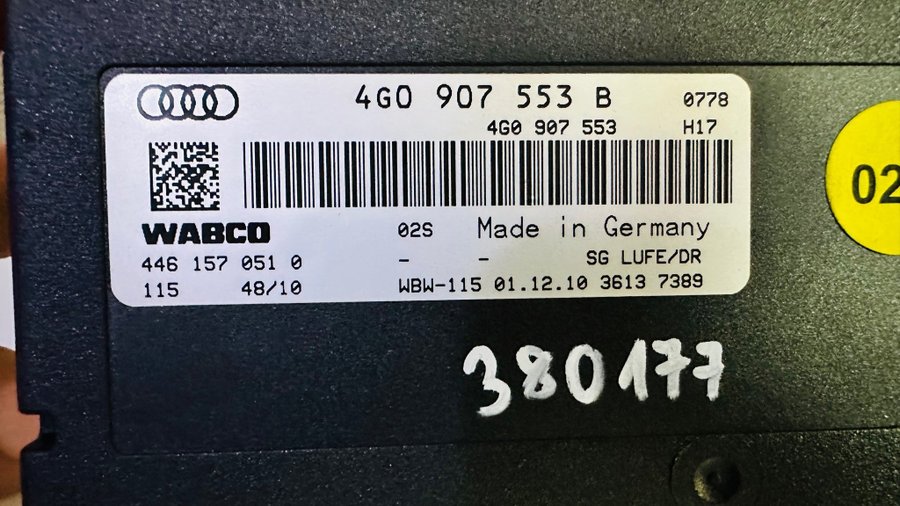 4G0 907 553 B 0778
4G0 907 553 H17
WABCO 02S Made in Germany
446 157 051 0 - - SG LUFE/DR
115 48/10 WBW-115 01.12.10 3613 7389
02
380177